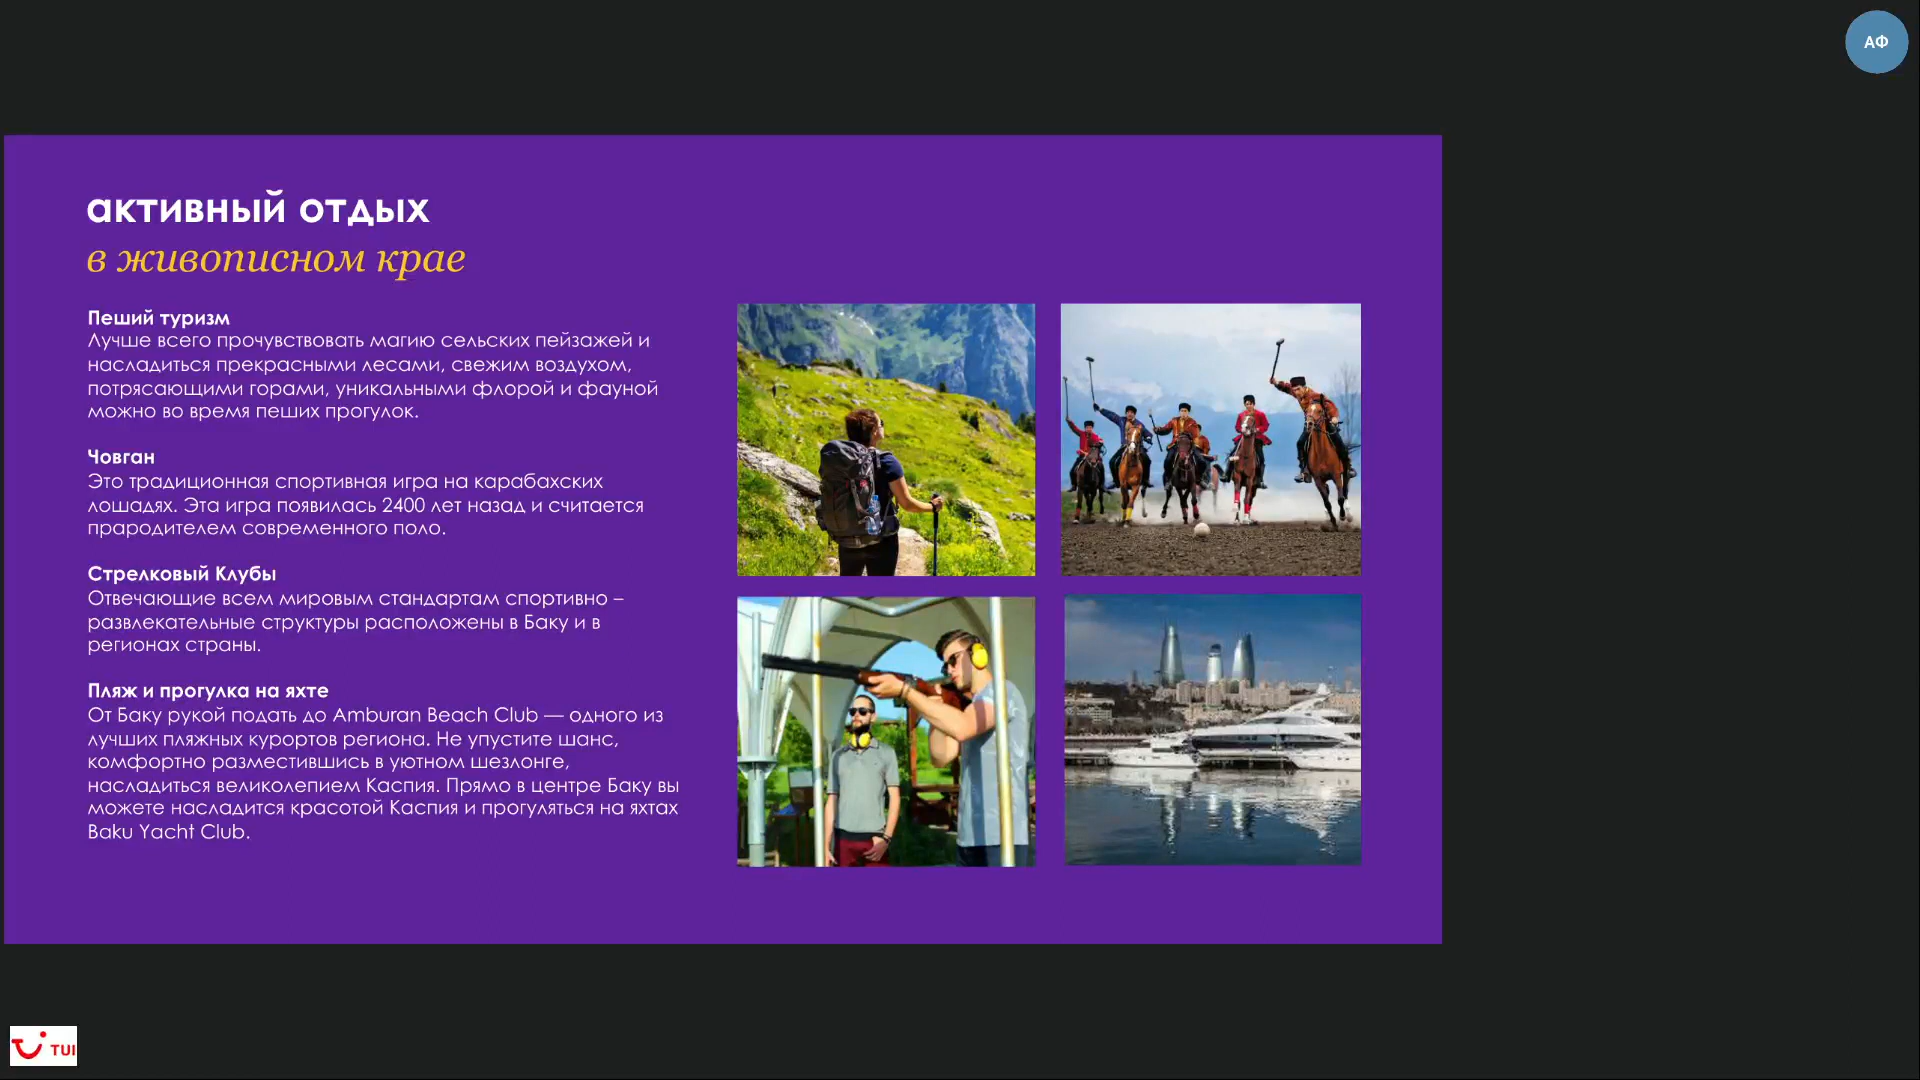 АФ
активный отдых
в живописном крае
Пеший туризм
Лучше всего прочувствовать магию сельских пейзажей и
насладиться прекрасными лесами, свежим воздухом,
потрясающими горами, уникальными флорой и фауной
можно во время пеших прогулок.
Човган
Это традиционная спортивная игра на карабахских
лошадях. Эта игра появилась 2400 лет назад и считается
прародителем современного поло.
Стрелковый Клубы
Отвечающие всем мировым стандартам спортивно –
развлекательные структуры расположены в Баку и в
регионах страны.
Пляж и прогулка на яхте
От Баку рукой подать до Amburan Beach Club — одного из
лучших пляжных курортов региона. Не упустите шанс,
комфортно разместившись в уютном шезлонге,
насладиться великолепием Каспия. Прямо в центре Баку вы
можете насладится красотой Каспия и прогуляться на яхтах
Baku Yacht Club.
TUI